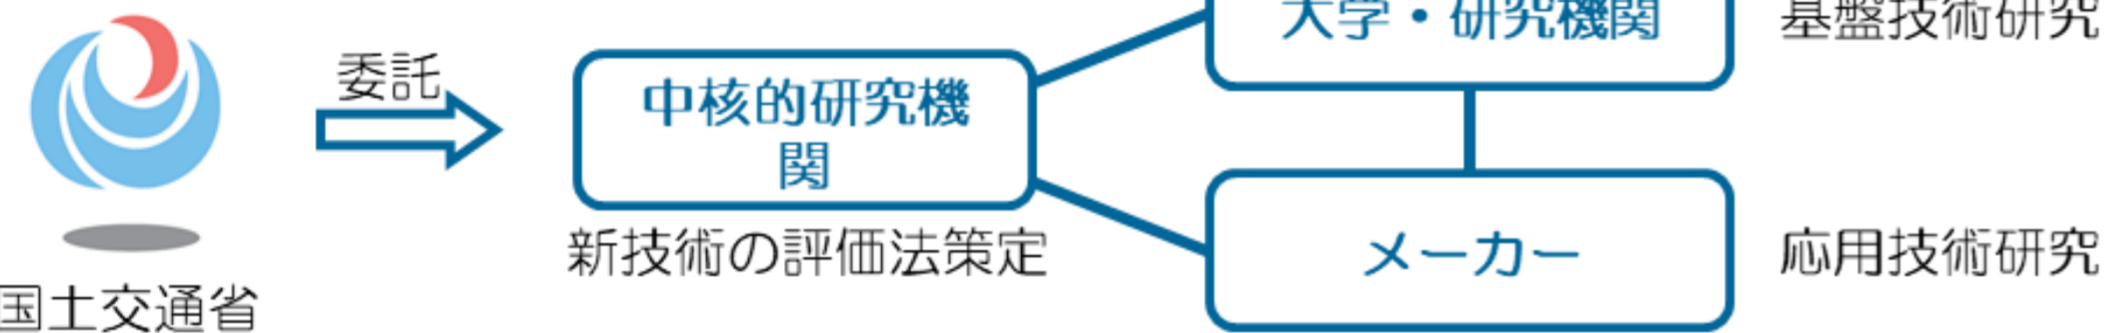 大学・研究機関
基盤技術研究
委託
中核的研究機
関
新技術の評価法策定
メーカー
応用技術研究
国土交通省